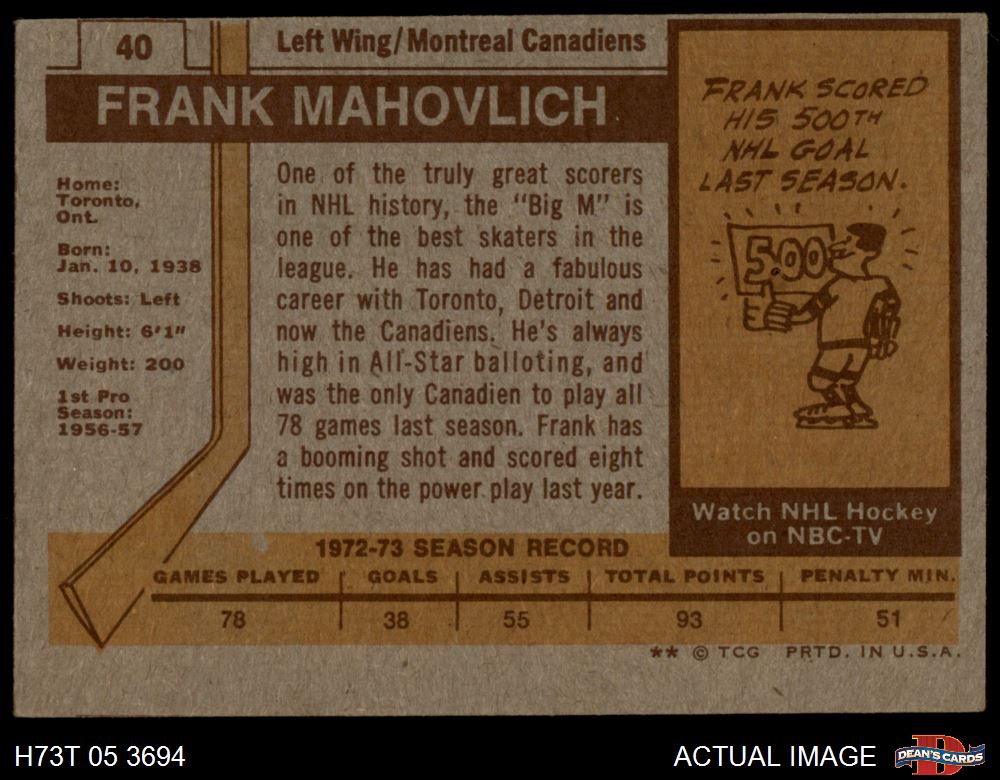 40
Left Wing/Montreal Canadiens
FRANK MAHOVLICH
Home:
Toronto,
Ont.
Born:
Jan. 10, 1938
Shoots: Left
Height: 6'1"
Weight: 200
1st Pro
Season:
1956-57
One of the truly great scorers
in NHL history, the "Big M" is
one of the best skaters in the
league. He has had a fabulous
career with Toronto, Detroit and
now the Canadiens. He's always
high in All-Star balloting, and
was the only Canadien to play all
78 games last season. Frank has
a booming shot and scored eight
times on the power play last year.
FRANK SCORED
HIS 500TH
NHL GOAL
LAST SEASON.
500
Watch NHL Hockey
on NBC-TV
1972-73 SEASON RECORD
GAMES PLAYED GOALS ASSISTS TOTAL POINTS PENALTY MIN.
78 38 55 93 51
** © TCG PRTD. IN U.S.A.
H73T 05 3694
ACTUAL IMAGE
D
DEAN'S CARDS